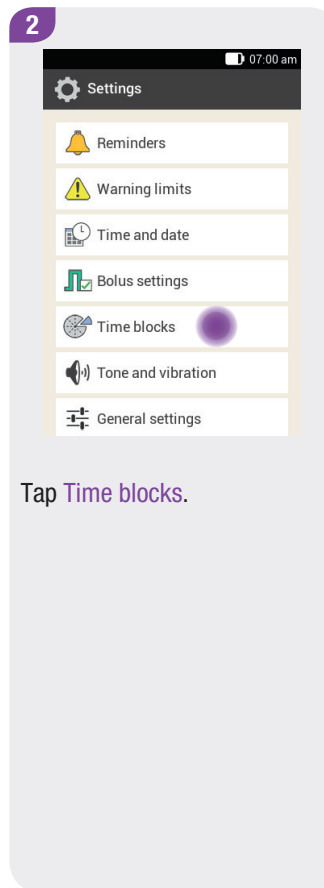 2
07:00 am
Settings
Reminders
Warning limits
Time and date
Bolus settings
Time blocks
Tone and vibration
General settings
Tap Time blocks.